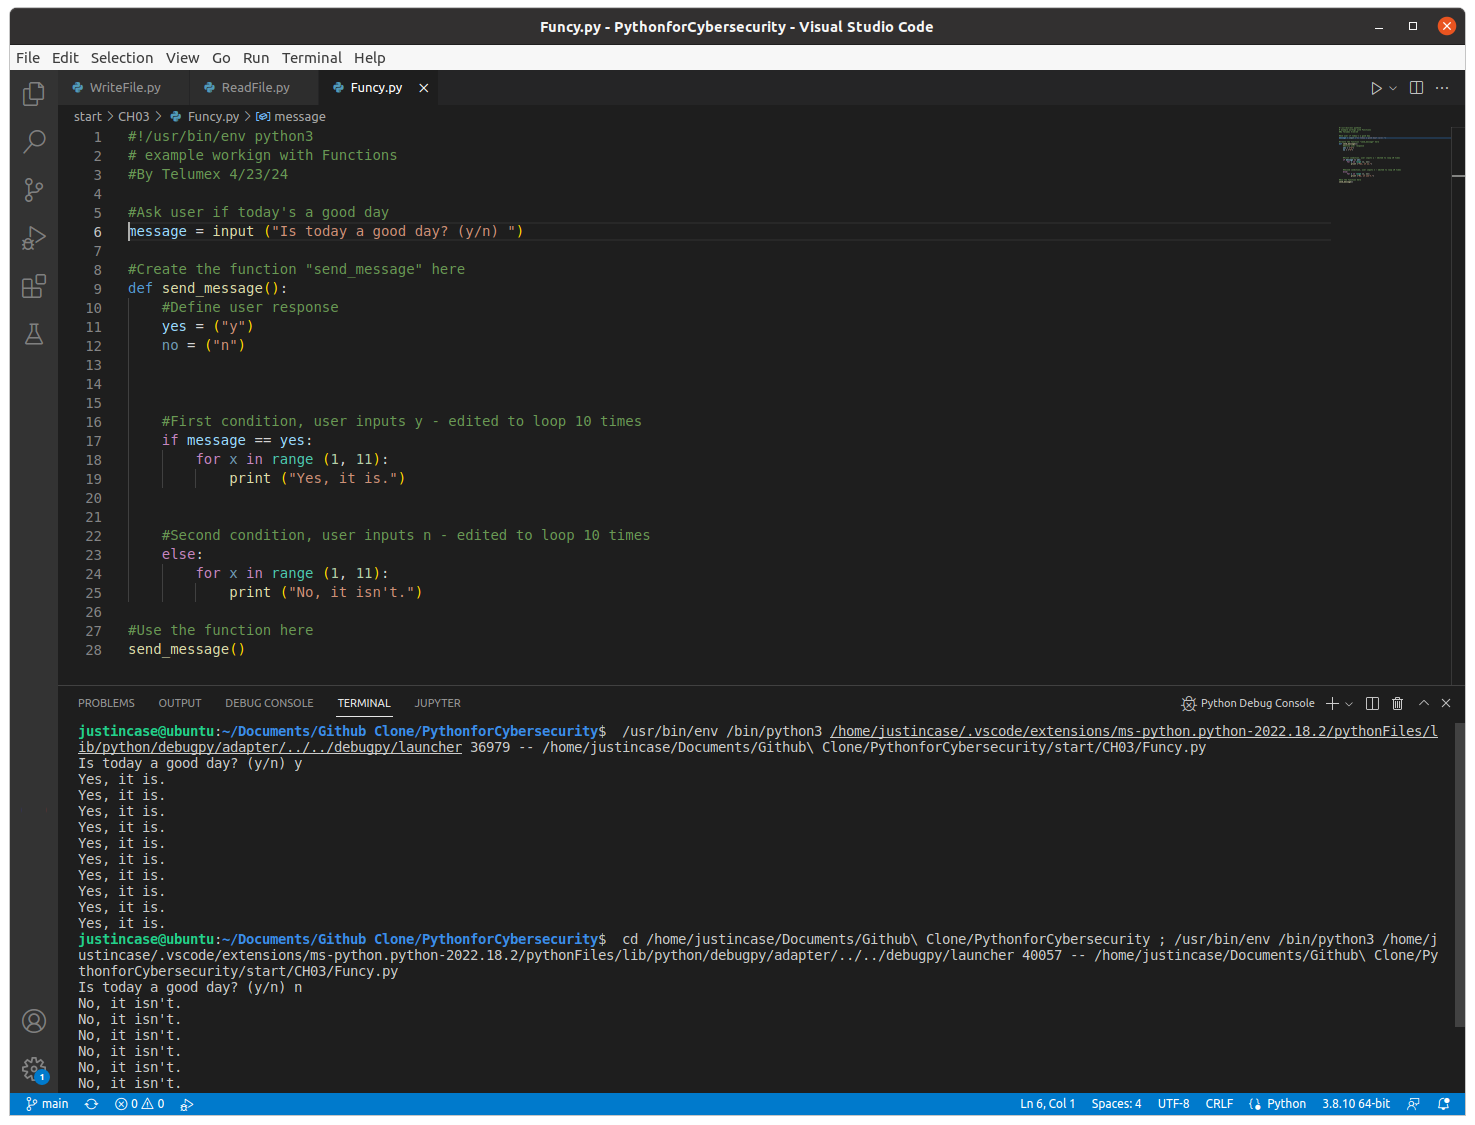 Funcy.py - PythonforCybersecurity - Visual Studio Code
File Edit Selection View Go Run Terminal Help
WriteFile.py ReadFile.py Funcy.py
start > CH03 > Funcy.py > message
1 #!/usr/bin/env python3
2 # example workign with Functions
3 #By Telumex 4/23/24
4
5 #Ask user if today's a good day
6 message = input ("Is today a good day? (y/n) ")
7
8 #Create the function "send_message" here
9 def send_message():
10 #Define user response
11 yes = ("y")
12 no = ("n")
13
14
15
16 #First condition, user inputs y - edited to loop 10 times
17 if message == yes:
18 for x in range (1, 11):
19 print ("Yes, it is.")
20
21
22 #Second condition, user inputs n - edited to loop 10 times
23 else:
24 for x in range (1, 11):
25 print ("No, it isn't.")
26
27 #Use the function here
28 send_message()
PROBLEMS OUTPUT DEBUG CONSOLE TERMINAL JUPYTER Python Debug Console
justincase@ubuntu:~/Documents/Github Clone/PythonforCybersecurity$ /usr/bin/env /bin/python3 /home/justincase/.vscode/extensions/ms-python.python-2022.18.2/pythonFiles/l
ib/python/debugpy/adapter/../../debugpy/launcher 36979 -- /home/justincase/Documents/Github\ Clone/PythonforCybersecurity/start/CH03/Funcy.py
Is today a good day? (y/n) y
Yes, it is.
Yes, it is.
Yes, it is.
Yes, it is.
Yes, it is.
Yes, it is.
Yes, it is.
Yes, it is.
Yes, it is.
Yes, it is.
justincase@ubuntu:~/Documents/Github Clone/PythonforCybersecurity$ cd /home/justincase/Documents/Github\ Clone/PythonforCybersecurity ; /usr/bin/env /bin/python3 /home/j
ustincase/.vscode/extensions/ms-python.python-2022.18.2/pythonFiles/lib/python/debugpy/adapter/../../debugpy/launcher 40057 -- /home/justincase/Documents/Github\ Clone/Py
thonforCybersecurity/start/CH03/Funcy.py
Is today a good day? (y/n) n
No, it isn't.
No, it isn't.
No, it isn't.
No, it isn't.
No, it isn't.
No, it isn't.
1
main 0 0 Ln 6, Col 1 Spaces: 4 UTF-8 CRLF Python 3.8.10 64-bit